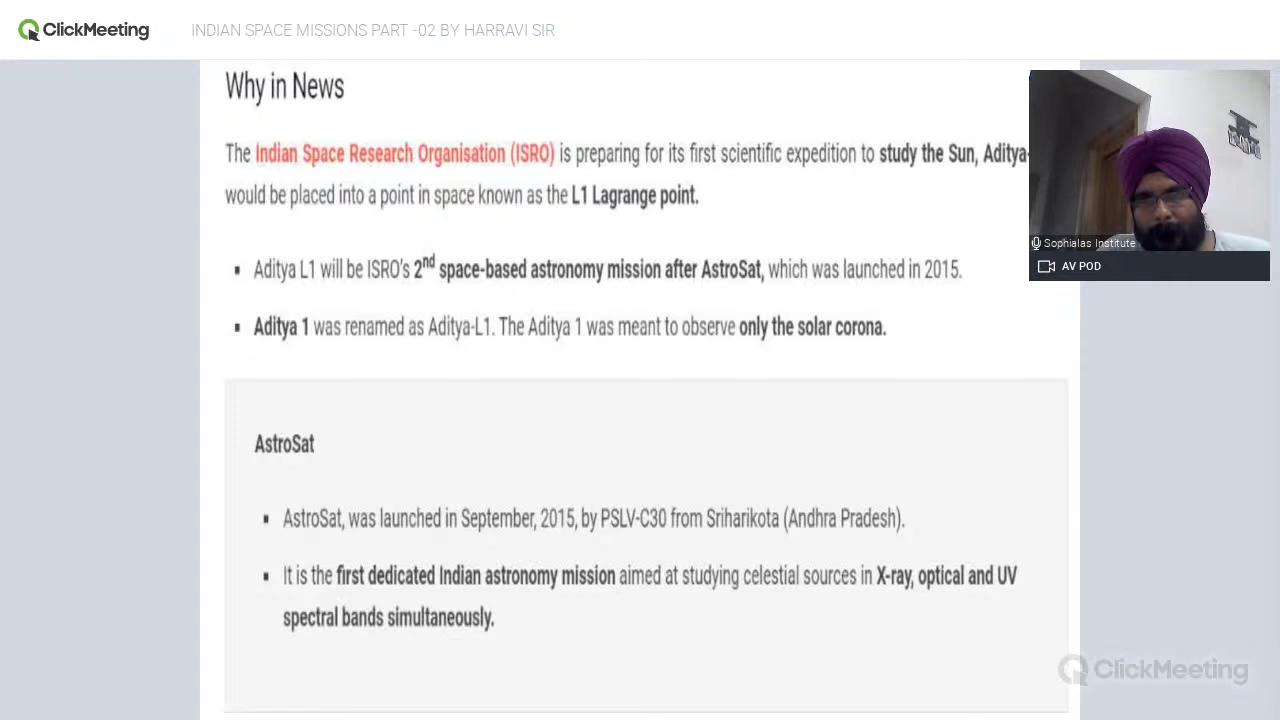 ClickMeeting
INDIAN SPACE MISSIONS PART -02 BY HARRAVI SIR
Why in News
The Indian Space Research Organisation (ISRO) is preparing for its first scientific expedition to study the Sun, Aditya-
would be placed into a point in space known as the L1 Lagrange point.
▪ Aditya L1 will be ISRO's 2nd space-based astronomy mission after AstroSat, which was launched in 2015.
▪ Aditya 1 was renamed as Aditya-L1. The Aditya 1 was meant to observe only the solar corona.
Sophialas Institute
AV POD
AstroSat
▪ AstroSat, was launched in September, 2015, by PSLV-C30 from Sriharikota (Andhra Pradesh).
▪ It is the first dedicated Indian astronomy mission aimed at studying celestial sources in X-ray, optical and UV
spectral bands simultaneously.
ClickMeeting